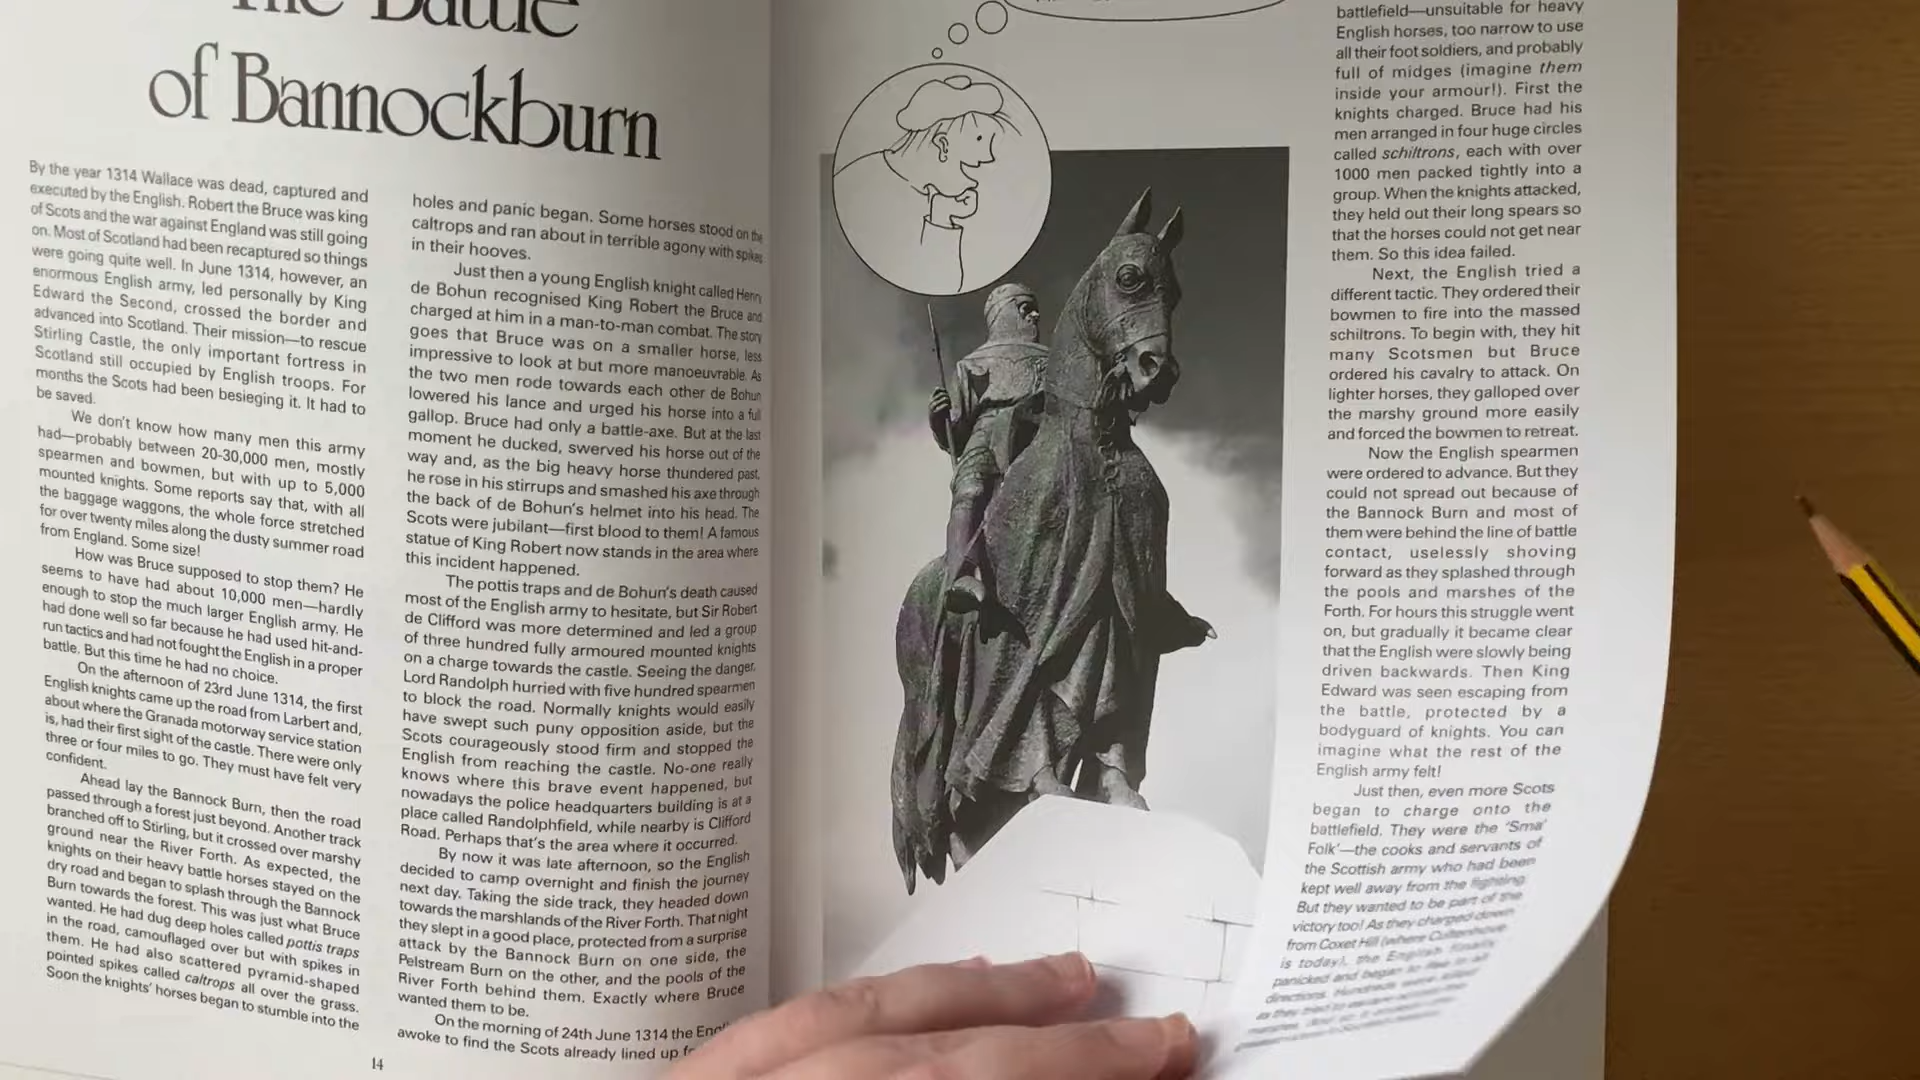 The Battle
of Bannockburn
By the year 1314 Wallace was dead, captured and
executed by the English. Robert the Bruce was king
of Scots and the war against England was still going
on. Most of Scotland had been recaptured so things
were going quite well. In June 1314, however, an
enormous English army, led personally by King
Edward the Second, crossed the border and
advanced into Scotland. Their mission—to rescue
Stirling Castle, the only important fortress in
Scotland still occupied by English troops. For
months the Scots had been besieging it. It had to
be saved.
We don't know how many men this army
had—probably between 20-30,000 men, mostly
spearmen and bowmen, but with up to 5,000
mounted knights. Some reports say that, with all
the baggage waggons, the whole force stretched
for over twenty miles along the dusty summer road
from England. Some size!
How was Bruce supposed to stop them? He
seems to have had about 10,000 men—hardly
enough to stop the much larger English army. He
had done well so far because he had used hit-and-
run tactics and had not fought the English in a proper
battle. But this time he had no choice.
On the afternoon of 23rd June 1314, the first
English knights came up the road from Larbert and,
about where the Granada motorway service station
is, had their first sight of the castle. There were only
three or four miles to go. They must have felt very
confident.
Ahead lay the Bannock Burn, then the road
passed through a forest just beyond. Another track
branched off to Stirling, but it crossed over marshy
ground near the River Forth. As expected, the
knights on their heavy battle horses stayed on the
dry road and began to splash through the Bannock
Burn towards the forest. This was just what Bruce
wanted. He had dug deep holes called pottis traps
in the road, camouflaged over but with spikes in
them. He had also scattered pyramid-shaped
pointed spikes called caltrops all over the grass.
Soon the knights' horses began to stumble into the
14
holes and panic began. Some horses stood on the
caltrops and ran about in terrible agony with spikes
in their hooves.
Just then a young English knight called Henri
de Bohun recognised King Robert the Bruce and
charged at him in a man-to-man combat. The story
goes that Bruce was on a smaller horse, less
impressive to look at but more manoeuvrable. As
the two men rode towards each other de Bohun
lowered his lance and urged his horse into a full
gallop. Bruce had only a battle-axe. But at the last
moment he ducked, swerved his horse out of the
way and, as the big heavy horse thundered past,
he rose in his stirrups and smashed his axe through
the back of de Bohun's helmet into his head. The
Scots were jubilant—first blood to them! A famous
statue of King Robert now stands in the area where
this incident happened.
The pottis traps and de Bohun's death caused
most of the English army to hesitate, but Sir Robert
de Clifford was more determined and led a group
of three hundred fully armoured mounted knights
on a charge towards the castle. Seeing the danger,
Lord Randolph hurried with five hundred spearmen
to block the road. Normally knights would easily
have swept such puny opposition aside, but the
Scots courageously stood firm and stopped the
English from reaching the castle. No-one really
knows where this brave event happened, but
nowadays the police headquarters building is at a
place called Randolphfield, while nearby is Clifford
Road. Perhaps that's the area where it occurred.
By now it was late afternoon, so the English
decided to camp overnight and finish the journey
next day. Taking the side track, they headed down
towards the marshlands of the River Forth. That night
they slept in a good place, protected from a surprise
attack by the Bannock Burn on one side, the
Pelstream Burn on the other, and the pools of the
River Forth behind them. Exactly where Bruce
wanted them to be.
On the morning of 24th June 1314 the
awoke to find the Scots already lined up
battlefield—unsuitable for heavy
English horses, too narrow to use
all their foot soldiers, and probably
full of midges (imagine them
inside your armour!). First the
knights charged. Bruce had his
men arranged in four huge circles
called schiltrons, each with over
1000 men packed tightly into a
group. When the knights attacked,
they held out their long spears so
that the horses could not get near
them. So this idea failed.
Next, the English tried a
different tactic. They ordered their
bowmen to fire into the massed
schiltrons. To begin with, they hit
many Scotsmen but Bruce
ordered his cavalry to attack. On
lighter horses, they galloped over
the marshy ground more easily
and forced the bowmen to retreat.
Now the English spearmen
were ordered to advance. But they
could not spread out because of
the Bannock Burn and most of
them were behind the line of battle
contact, uselessly shoving
forward as they splashed through
the pools and marshes of the
Forth. For hours this struggle went
on, but gradually it became clear
that the English were slowly being
driven backwards. Then King
Edward was seen escaping from
the battle, protected by a
bodyguard of knights. You can
imagine what the rest of the
English army felt!
Just then, even more Scots
began to charge onto the
battlefield. They were the 'Sma'
Folk'—the cooks and servants of
the Scottish army who had been
kept well away from the fighting.
But they wanted to be part of the
victory too! As they charged down
from Coxet Hill (where
is today), the English finally
panicked and began to in all
directions. Hundreds were